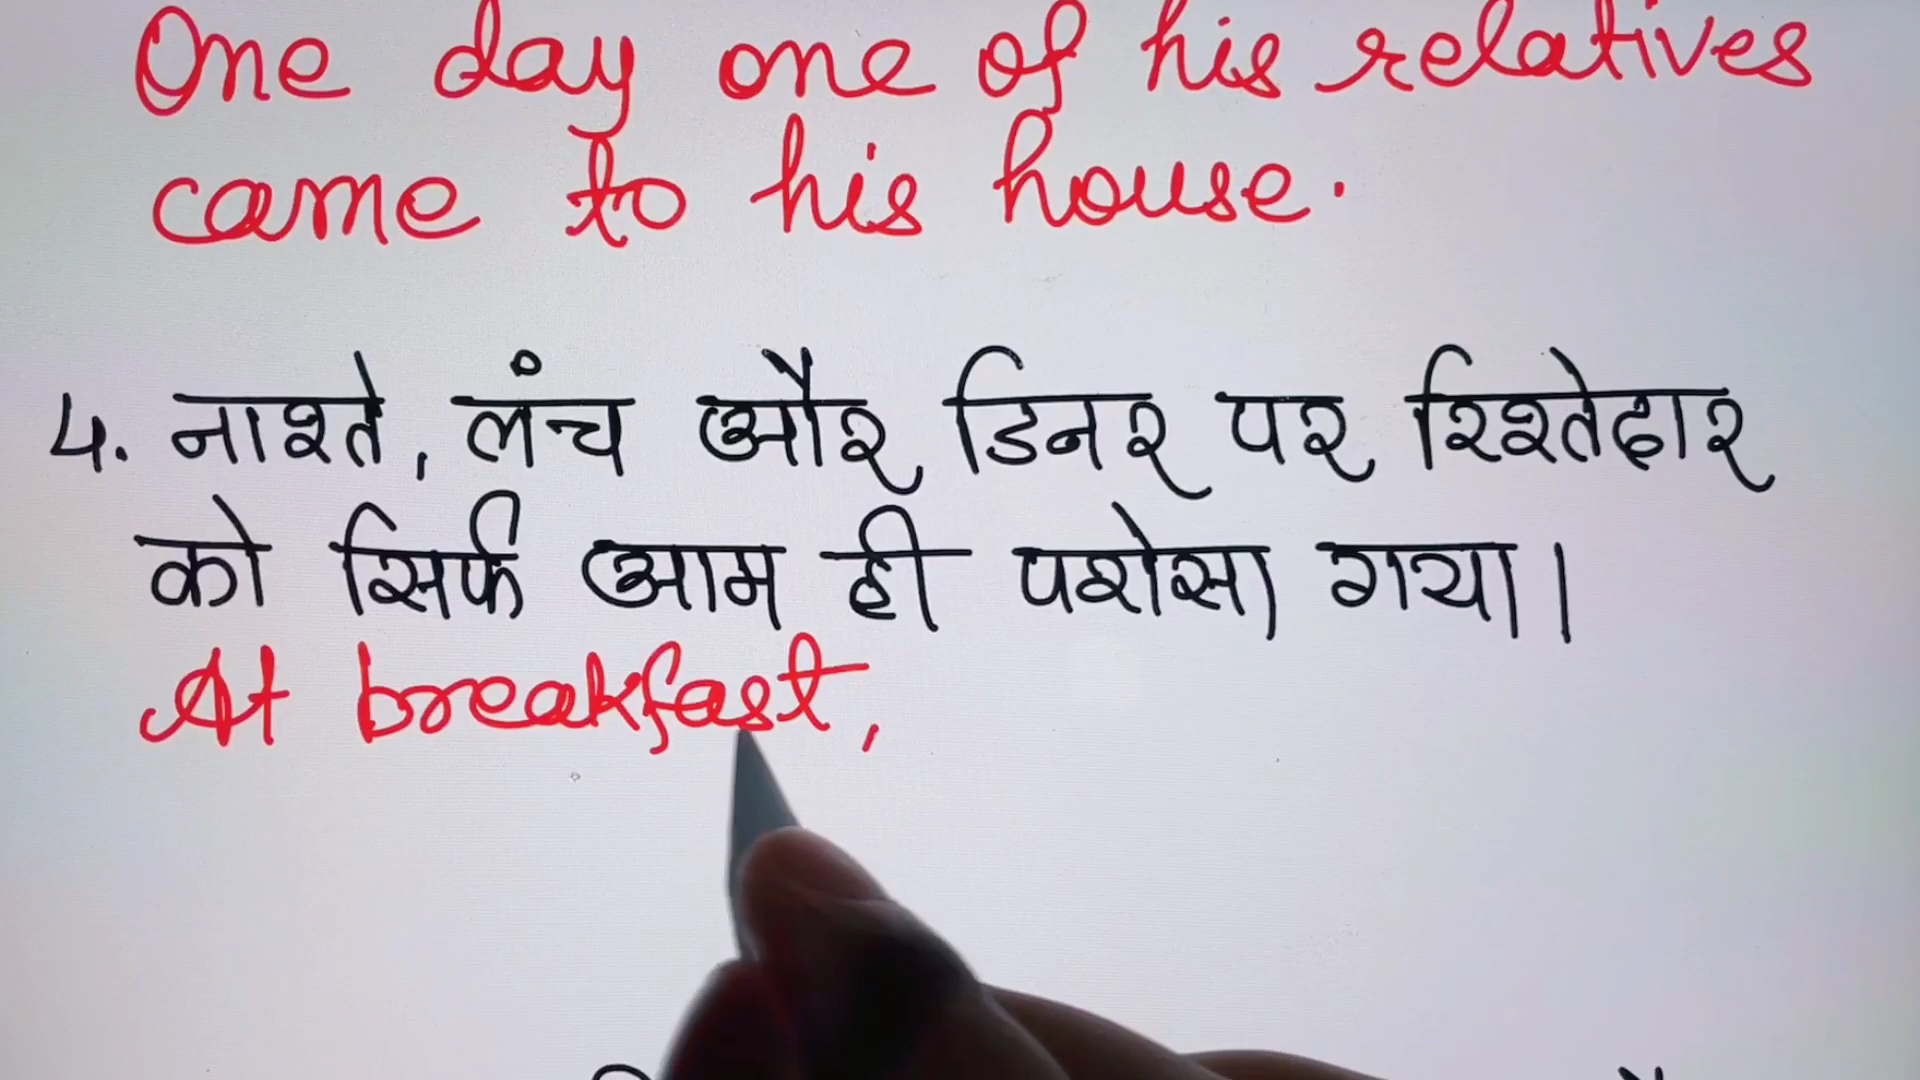 One day one of his relatives
came to his house.
4. नाश्ते, लंच और डिनर पर रिश्तेदार
को सिर्फ आम ही परोसा गया।
At breakfast,